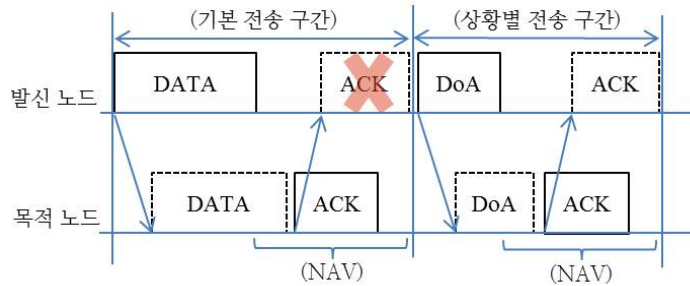 (기본 전송 구간) (상황별 전송 구간)
발신 노드 DATA ACK DoA ACK
목적 노드 DATA ACK DoA ACK
(NAV) (NAV)